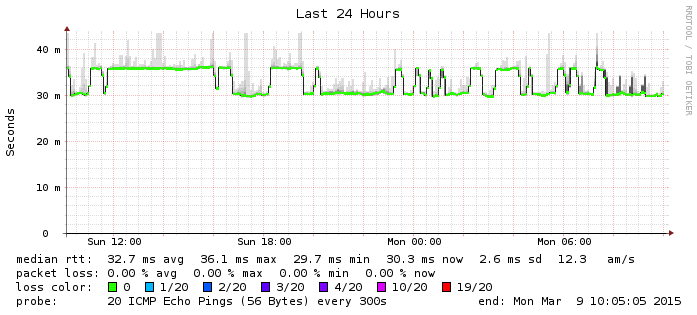 Last 24 Hours
RRDTOOL / TOBI OETIKER
Seconds
40 m
30 m
20 m
10 m
0
Sun 12:00 Sun 18:00 Mon 00:00 Mon 06:00
median rtt: 32.7 ms avg 36.1 ms max 29.7 ms min 30.3 ms now 2.6 ms sd 12.3 am/s
packet loss: 0.00 % avg 0.00 % max 0.00 % min 0.00 % now
loss color: 0 1/20 2/20 3/20 4/20 10/20 19/20
probe: 20 ICMP Echo Pings (56 Bytes) every 300s end: Mon Mar 9 10:05:05 2015